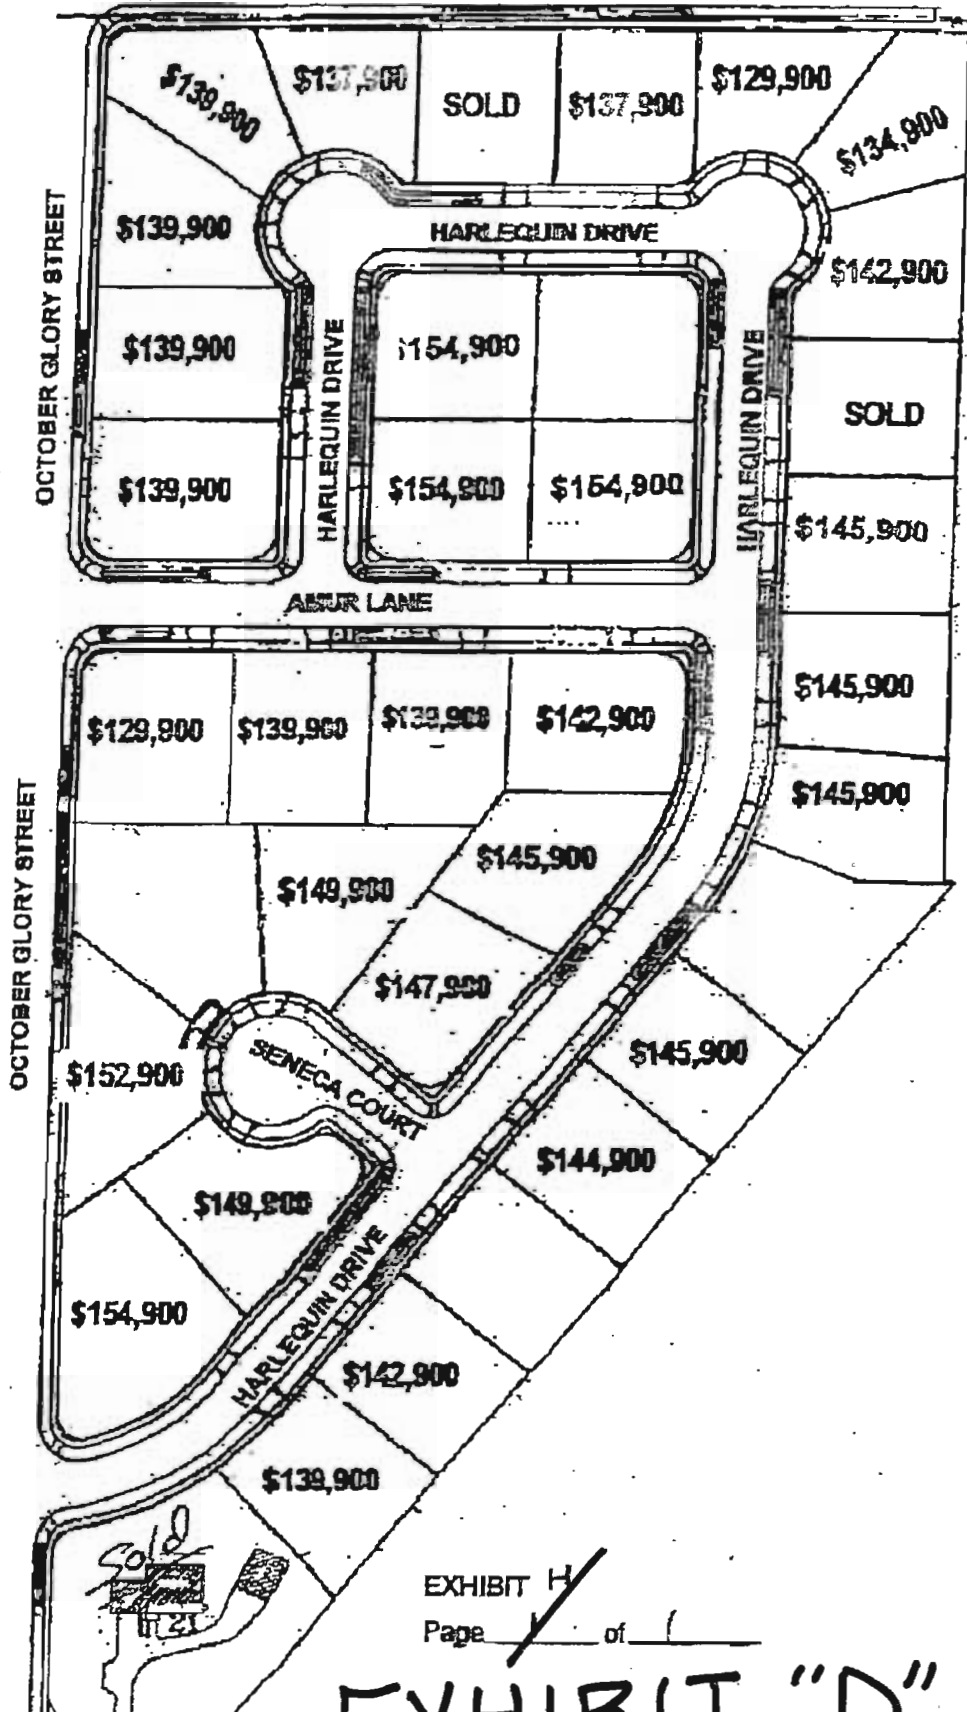 $139,900
$137,900
SOLD
$137,900
$129,900
$134,900
$139,900
HARLEQUIN DRIVE
$142,900
OCTOBER GLORY STREET
$139,900
HARLEQUIN DRIVE
$154,900
HARLEQUIN DRIVE
SOLD
$139,900
$154,900
$154,900
$145,900
AMUR LANE
$145,900
$129,900
$139,900
$139,900
$142,900
$145,900
OCTOBER GLORY STREET
$149,900
$145,900
$147,900
$152,900
SENECA COURT
$145,900
$149,900
$144,900
$154,900
HARLEQUIN DRIVE
$142,900
$139,900
Sold
EXHIBIT H
Page 1 of 1
EXHIBIT "D"